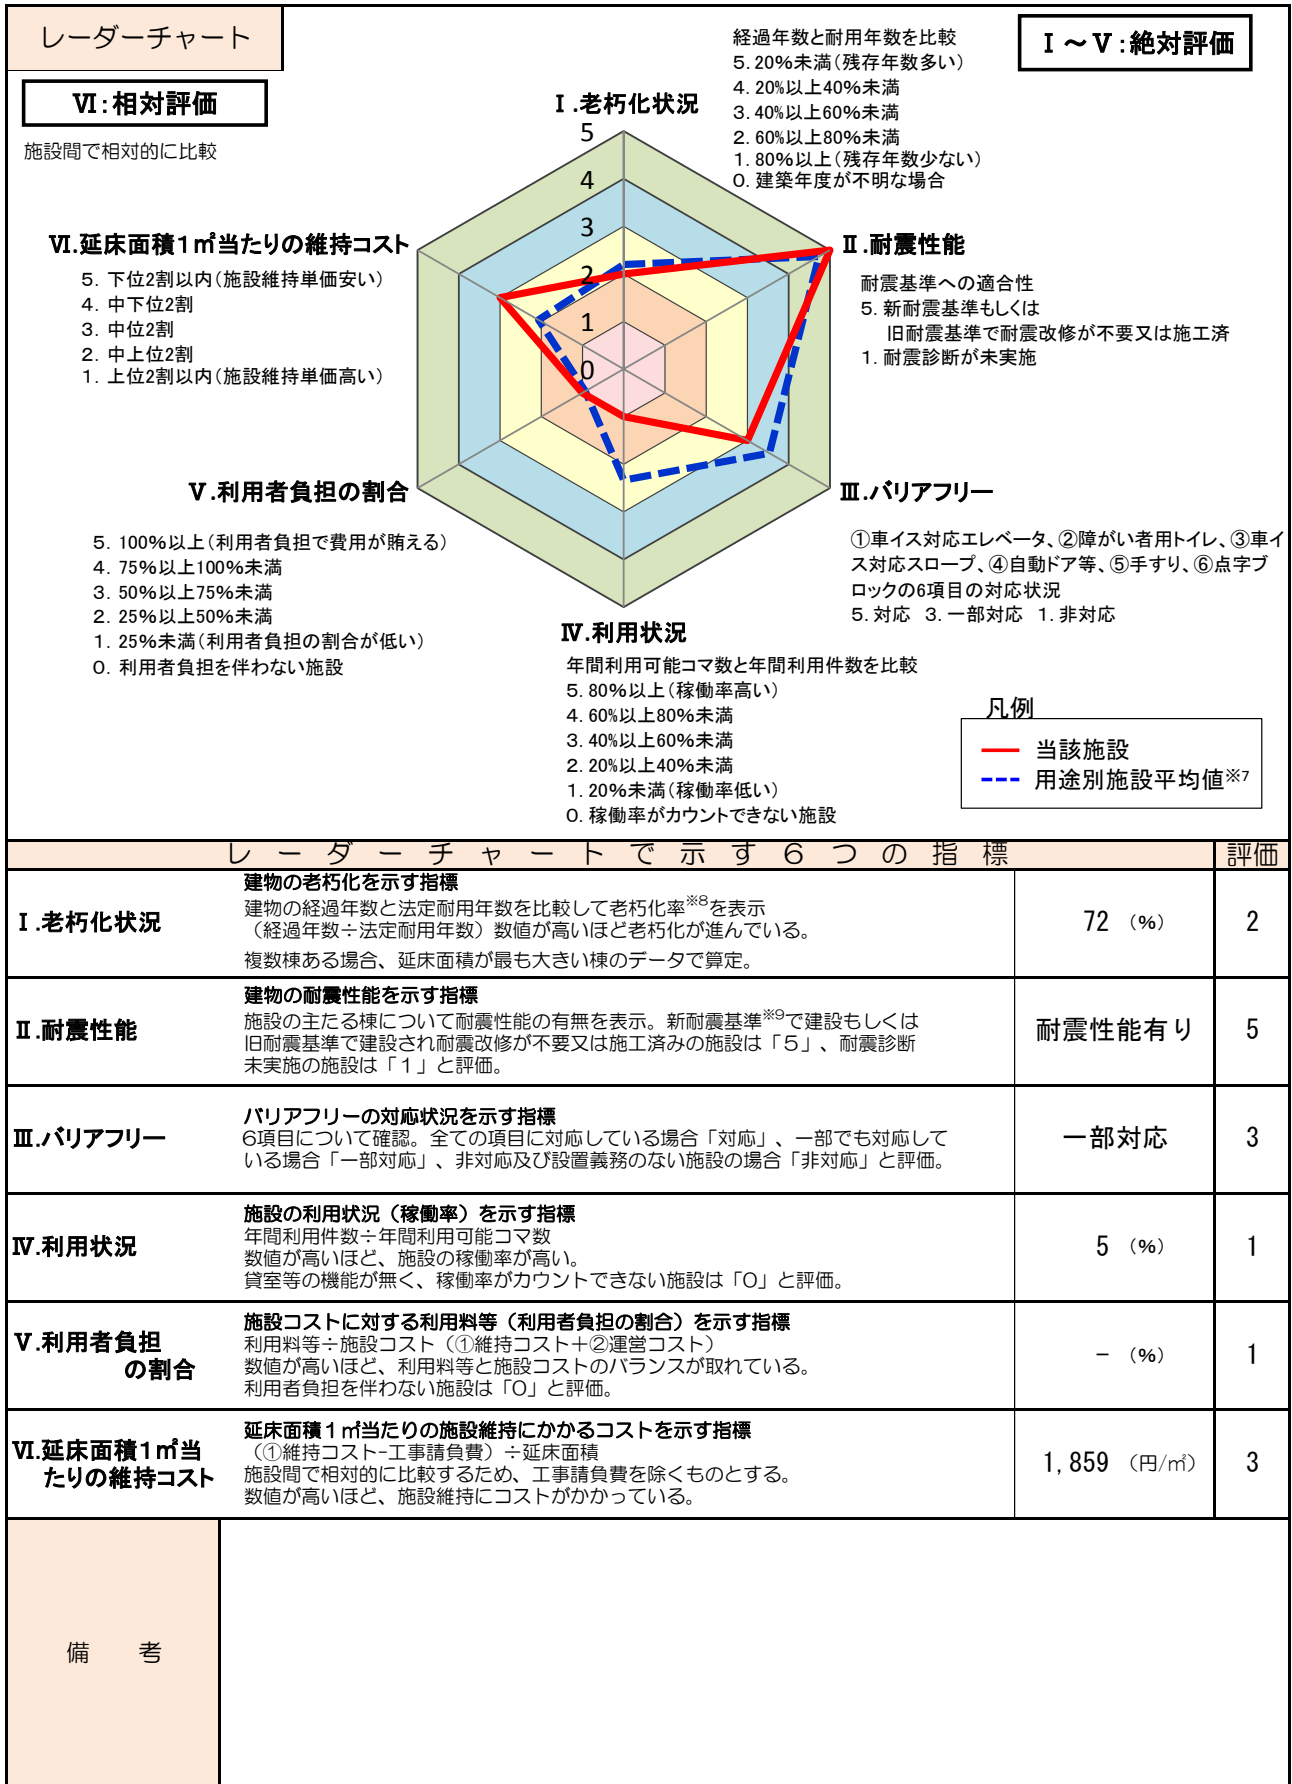 レーダーチャート
Ⅰ～Ⅴ：絶対評価
Ⅵ：相対評価
施設間で相対的に比較
経過年数と耐用年数を比較
5．20%未満（残存年数多い）
4．20%以上40%未満
3．40%以上60%未満
2．60%以上80%未満
1．80%以上（残存年数少ない）
0．建築年度が不明な場合
Ⅰ.老朽化状況
5
4
3
2
1
0
Ⅱ.耐震性能
耐震基準への適合性
5．新耐震基準もしくは
旧耐震基準で耐震改修が不要又は施工済
1．耐震診断が未実施
Ⅵ.延床面積1㎡当たりの維持コスト
5．下位2割以内（施設維持単価安い）
4．中下位2割
3．中位2割
2．中上位2割
1．上位2割以内（施設維持単価高い）
Ⅲ.バリアフリー
①車イス対応エレベータ、②障がい者用トイレ、③車イ
ス対応スロープ、④自動ドア等、⑤手すり、⑥点字ブ
ロックの6項目の対応状況
5．対応 3．一部対応 1．非対応
Ⅴ.利用者負担の割合
5．100%以上（利用者負担で費用が賄える）
4．75%以上100%未満
3．50%以上75%未満
2．25%以上50%未満
1．25%未満（利用者負担の割合が低い）
0．利用者負担を伴わない施設
Ⅳ.利用状況
年間利用可能コマ数と年間利用件数を比較
5．80%以上（稼働率高い）
4．60%以上80%未満
3．40%以上60%未満
2．20%以上40%未満
1．20%未満（稼働率低い）
0．稼働率がカウントできない施設
凡例
当該施設
用途別施設平均値※7
レーダーチャートで示す６つの指標 評価
Ⅰ.老朽化状況
建物の老朽化を示す指標
建物の経過年数と法定耐用年数を比較して老朽化率※8を表示
（経過年数÷法定耐用年数）数値が高いほど老朽化が進んでいる。
複数棟ある場合、延床面積が最も大きい棟のデータで算定。
72 （%） 2
Ⅱ.耐震性能
建物の耐震性能を示す指標
施設の主たる棟について耐震性能の有無を表示。新耐震基準※9で建設もしくは
旧耐震基準で建設され耐震改修が不要又は施工済みの施設は「５」、耐震診断
未実施の施設は「１」と評価。
耐震性能有り 5
Ⅲ.バリアフリー
バリアフリーの対応状況を示す指標
6項目について確認。全ての項目に対応している場合「対応」、一部でも対応して
いる場合「一部対応」、非対応及び設置義務のない施設の場合「非対応」と評価。
一部対応 3
Ⅳ.利用状況
施設の利用状況（稼働率）を示す指標
年間利用件数÷年間利用可能コマ数
数値が高いほど、施設の稼働率が高い。
貸室等の機能が無く、稼働率がカウントできない施設は「０」と評価。
5 （%） 1
Ⅴ.利用者負担
の割合
施設コストに対する利用料等（利用者負担の割合）を示す指標
利用料等÷施設コスト（①維持コスト＋②運営コスト）
数値が高いほど、利用料等と施設コストのバランスが取れている。
利用者負担を伴わない施設は「０」と評価。
－ （%） 1
Ⅵ.延床面積1㎡当
たりの維持コスト
延床面積１㎡当たりの施設維持にかかるコストを示す指標
（①維持コスト-工事請負費）÷延床面積
施設間で相対的に比較するため、工事請負費を除くものとする。
数値が高いほど、施設維持にコストがかかっている。
1,859 （円/㎡） 3
備 考